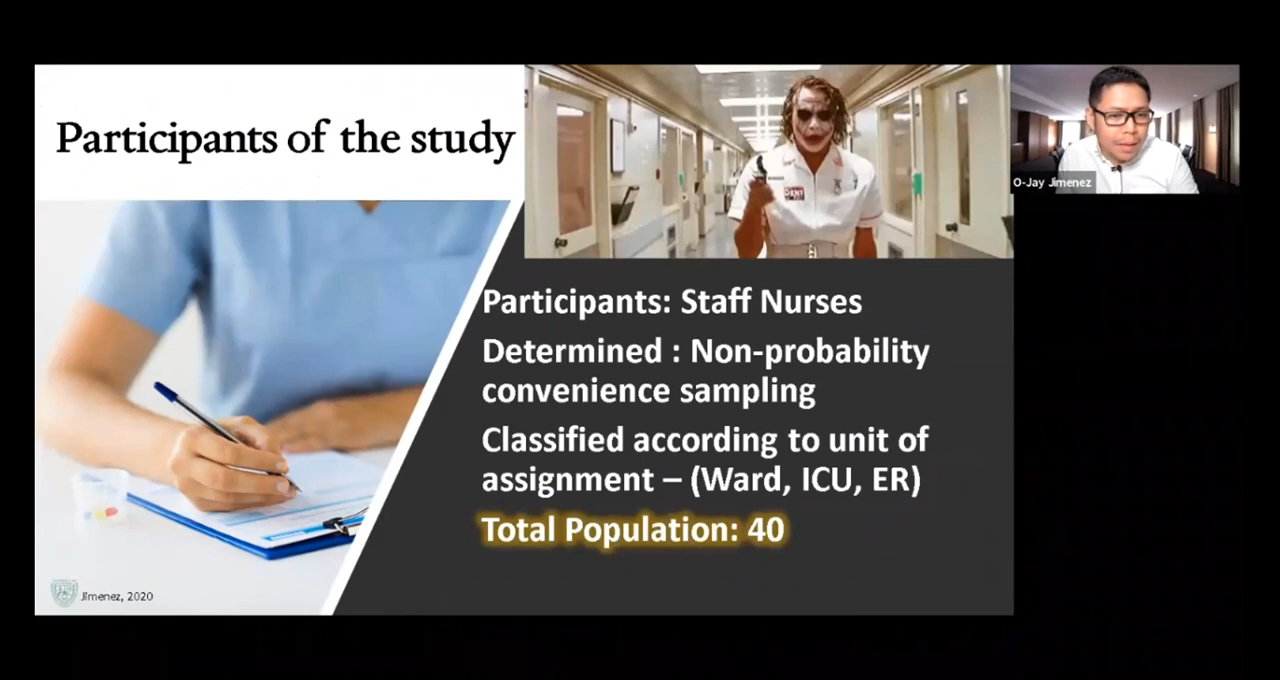 Participants of the study
O-Jay Jimenez
Participants: Staff Nurses
Determined : Non-probability
convenience sampling
Classified according to unit of
assignment – (Ward, ICU, ER)
Total Population: 40
Jimenez, 2020